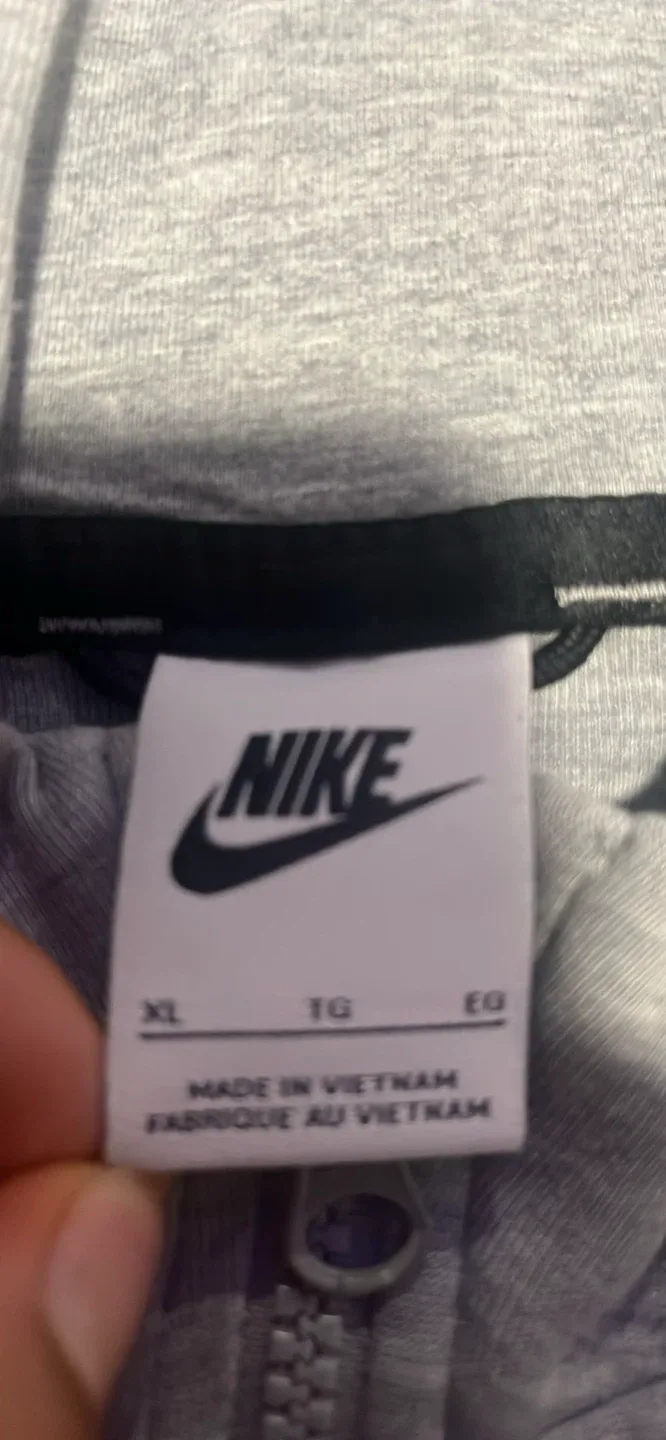 NIKE
XL TG EG
MADE IN VIETNAM
FABRIQUE AU VIETNAM